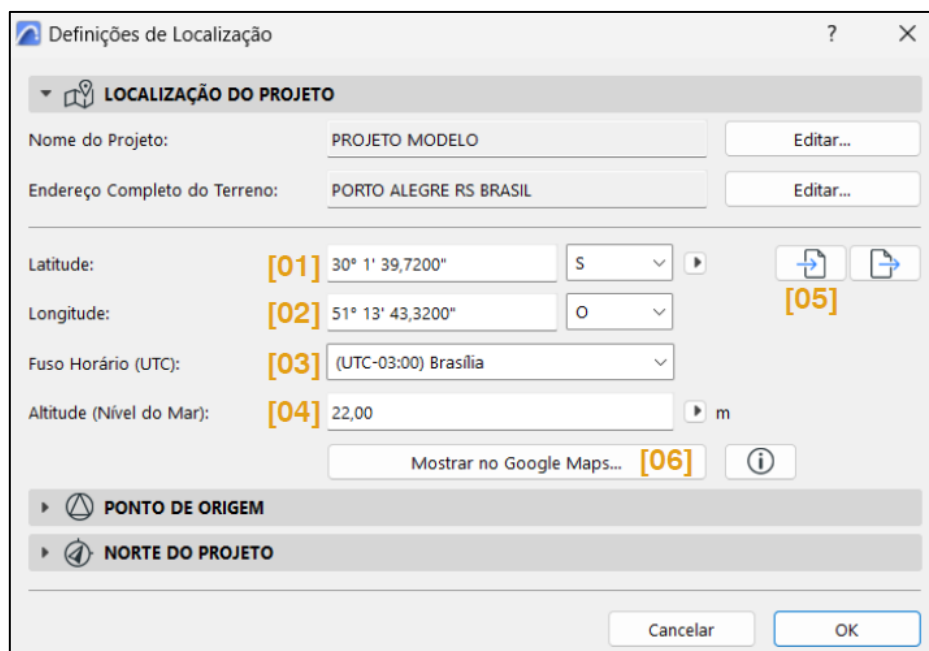 Definições de Localização ?
LOCALIZAÇÃO DO PROJETO
Nome do Projeto: PROJETO MODELO Editar...
Endereço Completo do Terreno: PORTO ALEGRE RS BRASIL Editar...
Latitude: [01] 30° 1' 39,7200" S
[05]
Longitude: [02] 51° 13' 43,3200" O
Fuso Horário (UTC): [03] (UTC-03:00) Brasília
Altitude (Nível do Mar): [04] 22,00 m
Mostrar no Google Maps... [06]
PONTO DE ORIGEM
NORTE DO PROJETO
Cancelar OK